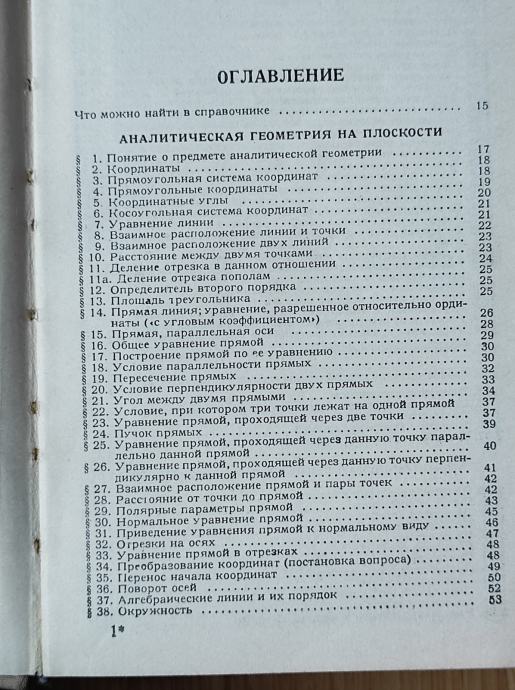 ОГЛАВЛЕНИЕ
Что можно найти в справочнике 15
АНАЛИТИЧЕСКАЯ ГЕОМЕТРИЯ НА ПЛОСКОСТИ
§ 1. Понятие о предмете аналитической геометрии 17
§ 2. Координаты 18
§ 3. Прямоугольная система координат 18
§ 4. Прямоугольные координаты 19
§ 5. Координатные углы 20
§ 6. Косоугольная система координат 21
§ 7. Уравнение линии 21
§ 8. Взаимное расположение линии и точки 22
§ 9. Взаимное расположение двух линий 23
§ 10. Расстояние между двумя точками 23
§ 11. Деление отрезка в данном отношении 24
§ 11а. Деление отрезка пополам 25
§ 12. Определитель второго порядка 25
§ 13. Площадь треугольника 25
§ 14. Прямая линия; уравнение, разрешенное относительно орди-
наты («с угловым коэффициентом») 26
§ 15. Прямая, параллельная оси 28
§ 16. Общее уравнение прямой 29
§ 17. Построение прямой по ее уравнению 30
§ 18. Условие параллельности прямых 30
§ 19. Пересечение прямых 32
§ 20. Условие перпендикулярности двух прямых 33
§ 21. Угол между двумя прямыми 34
§ 22. Условие, при котором три точки лежат на одной прямой 37
§ 23. Уравнение прямой, проходящей через две точки 37
§ 24. Пучок прямых 39
§ 25. Уравнение прямой, проходящей через данную точку парал-
лельно данной прямой 40
§ 26. Уравнение прямой, проходящей через данную точку перпен-
дикулярно к данной прямой 41
§ 27. Взаимное расположение прямой и пары точек 42
§ 28. Расстояние от точки до прямой 42
§ 29. Полярные параметры прямой 43
§ 30. Нормальное уравнение прямой 45
§ 31. Приведение уравнения прямой к нормальному виду 46
§ 32. Отрезки на осях 47
§ 33. Уравнение прямой в отрезках 48
§ 34. Преобразование координат (постановка вопроса) 48
§ 35. Перенос начала координат 49
§ 36. Поворот осей 50
§ 37. Алгебраические линии и их порядок 52
§ 38. Окружность 53
1*